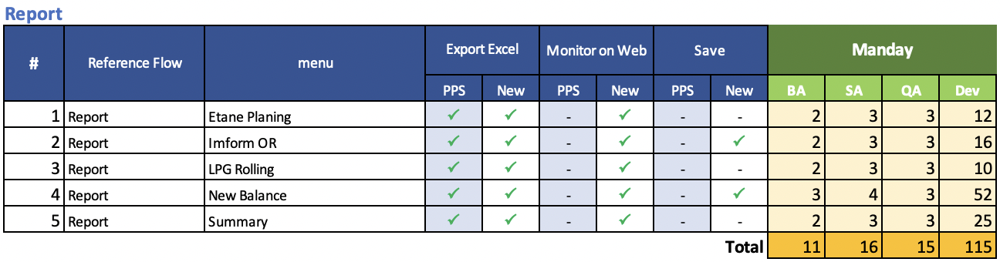 Report
# Reference Flow menu Export Excel Monitor on Web Save Manday
PPS New PPS New PPS New BA SA QA Dev
1 Report Etane Planing ✓ ✓ - ✓ - - 2 3 3 12
2 Report Imform OR ✓ ✓ - ✓ - ✓ 2 3 3 16
3 Report LPG Rolling ✓ ✓ - ✓ - - 2 3 3 10
4 Report New Balance ✓ ✓ - ✓ - ✓ 3 4 3 52
5 Report Summary ✓ ✓ - ✓ - - 2 3 3 25
Total 11 16 15 115